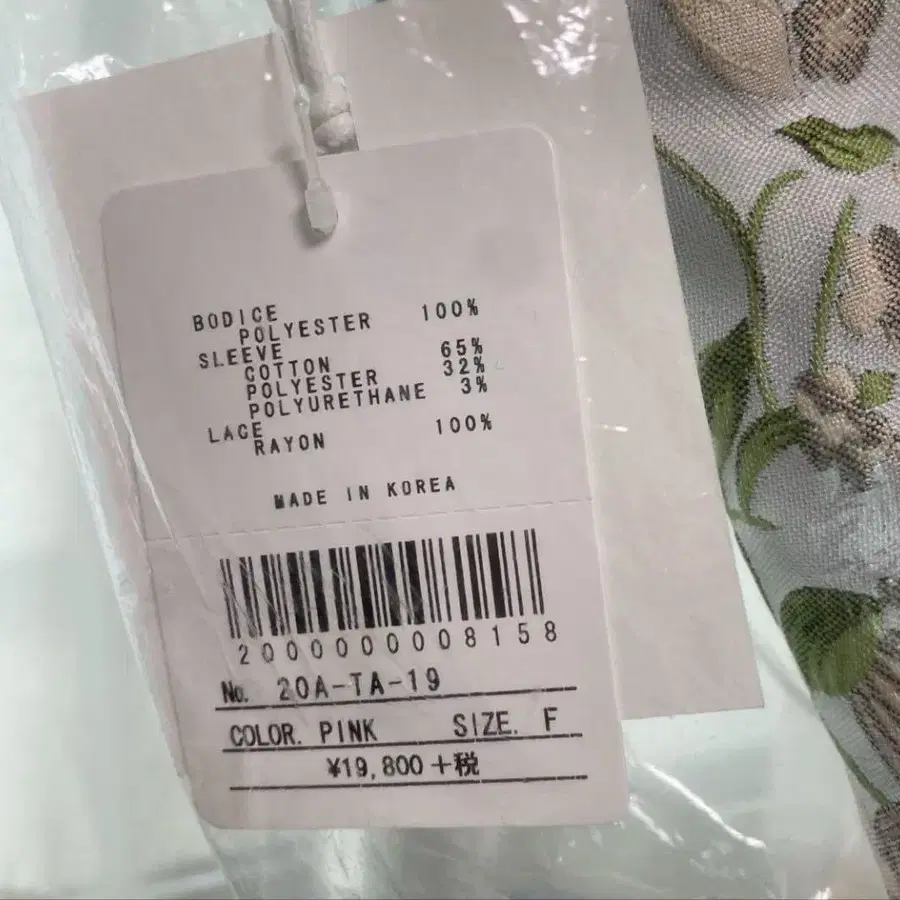 BODICE
POLYESTER 100%
SLEEVE
COTTON 65%
POLYESTER 32%
POLYURETHANE 3%
LACE
RAYON 100%
MADE IN KOREA
2000000008158
No. 20A-TA-19
COLOR. PINK SIZE. F
¥19,800+税